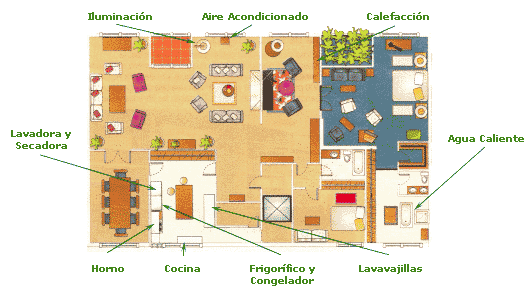 Iluminación
Aire Acondicionado
Calefacción
Lavadora y
Secadora
Agua Caliente
Horno
Cocina
Frigorífico y
Congelador
Lavavajillas